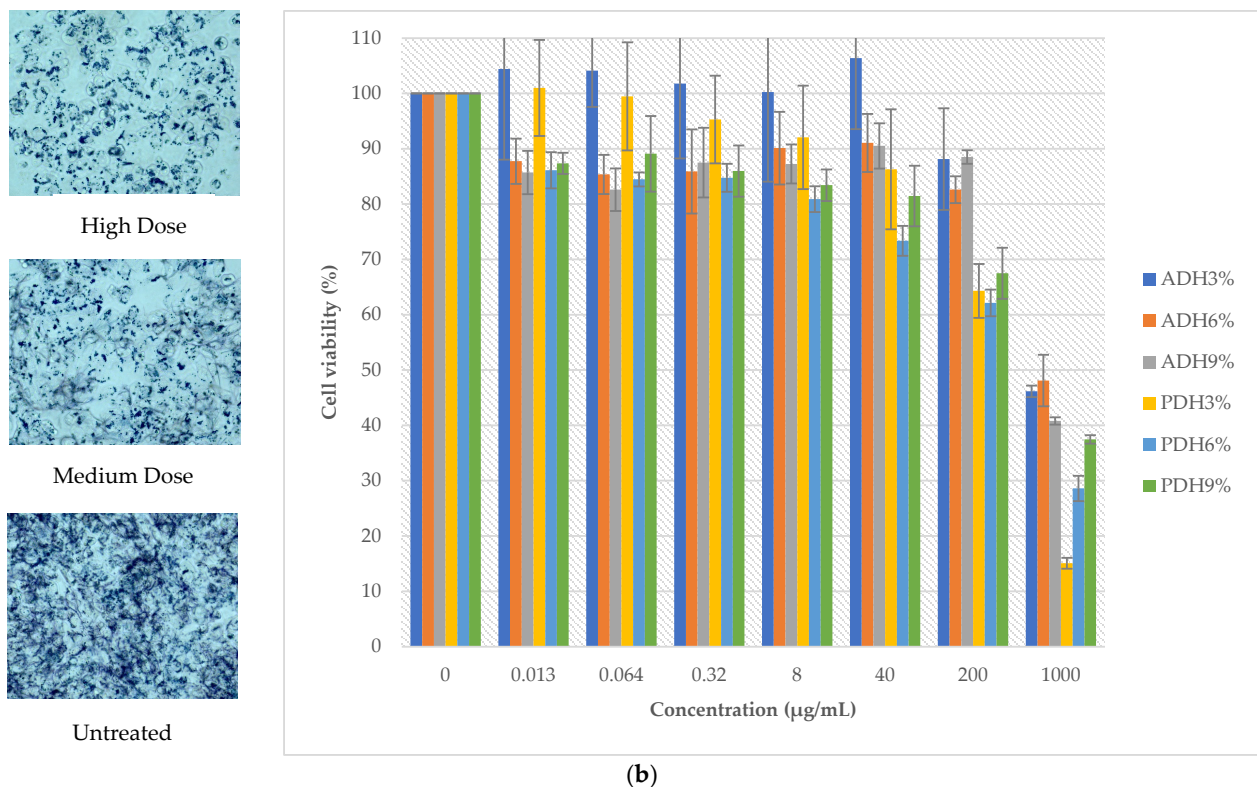 High Dose
Medium Dose
Untreated
Cell viability (%)
110
100
90
80
70
60
50
40
30
20
10
0
0 0.013 0.064 0.32 8 40 200 1000
Concentration (µg/mL)
ADH3%
ADH6%
ADH9%
PDH3%
PDH6%
PDH9%
(b)